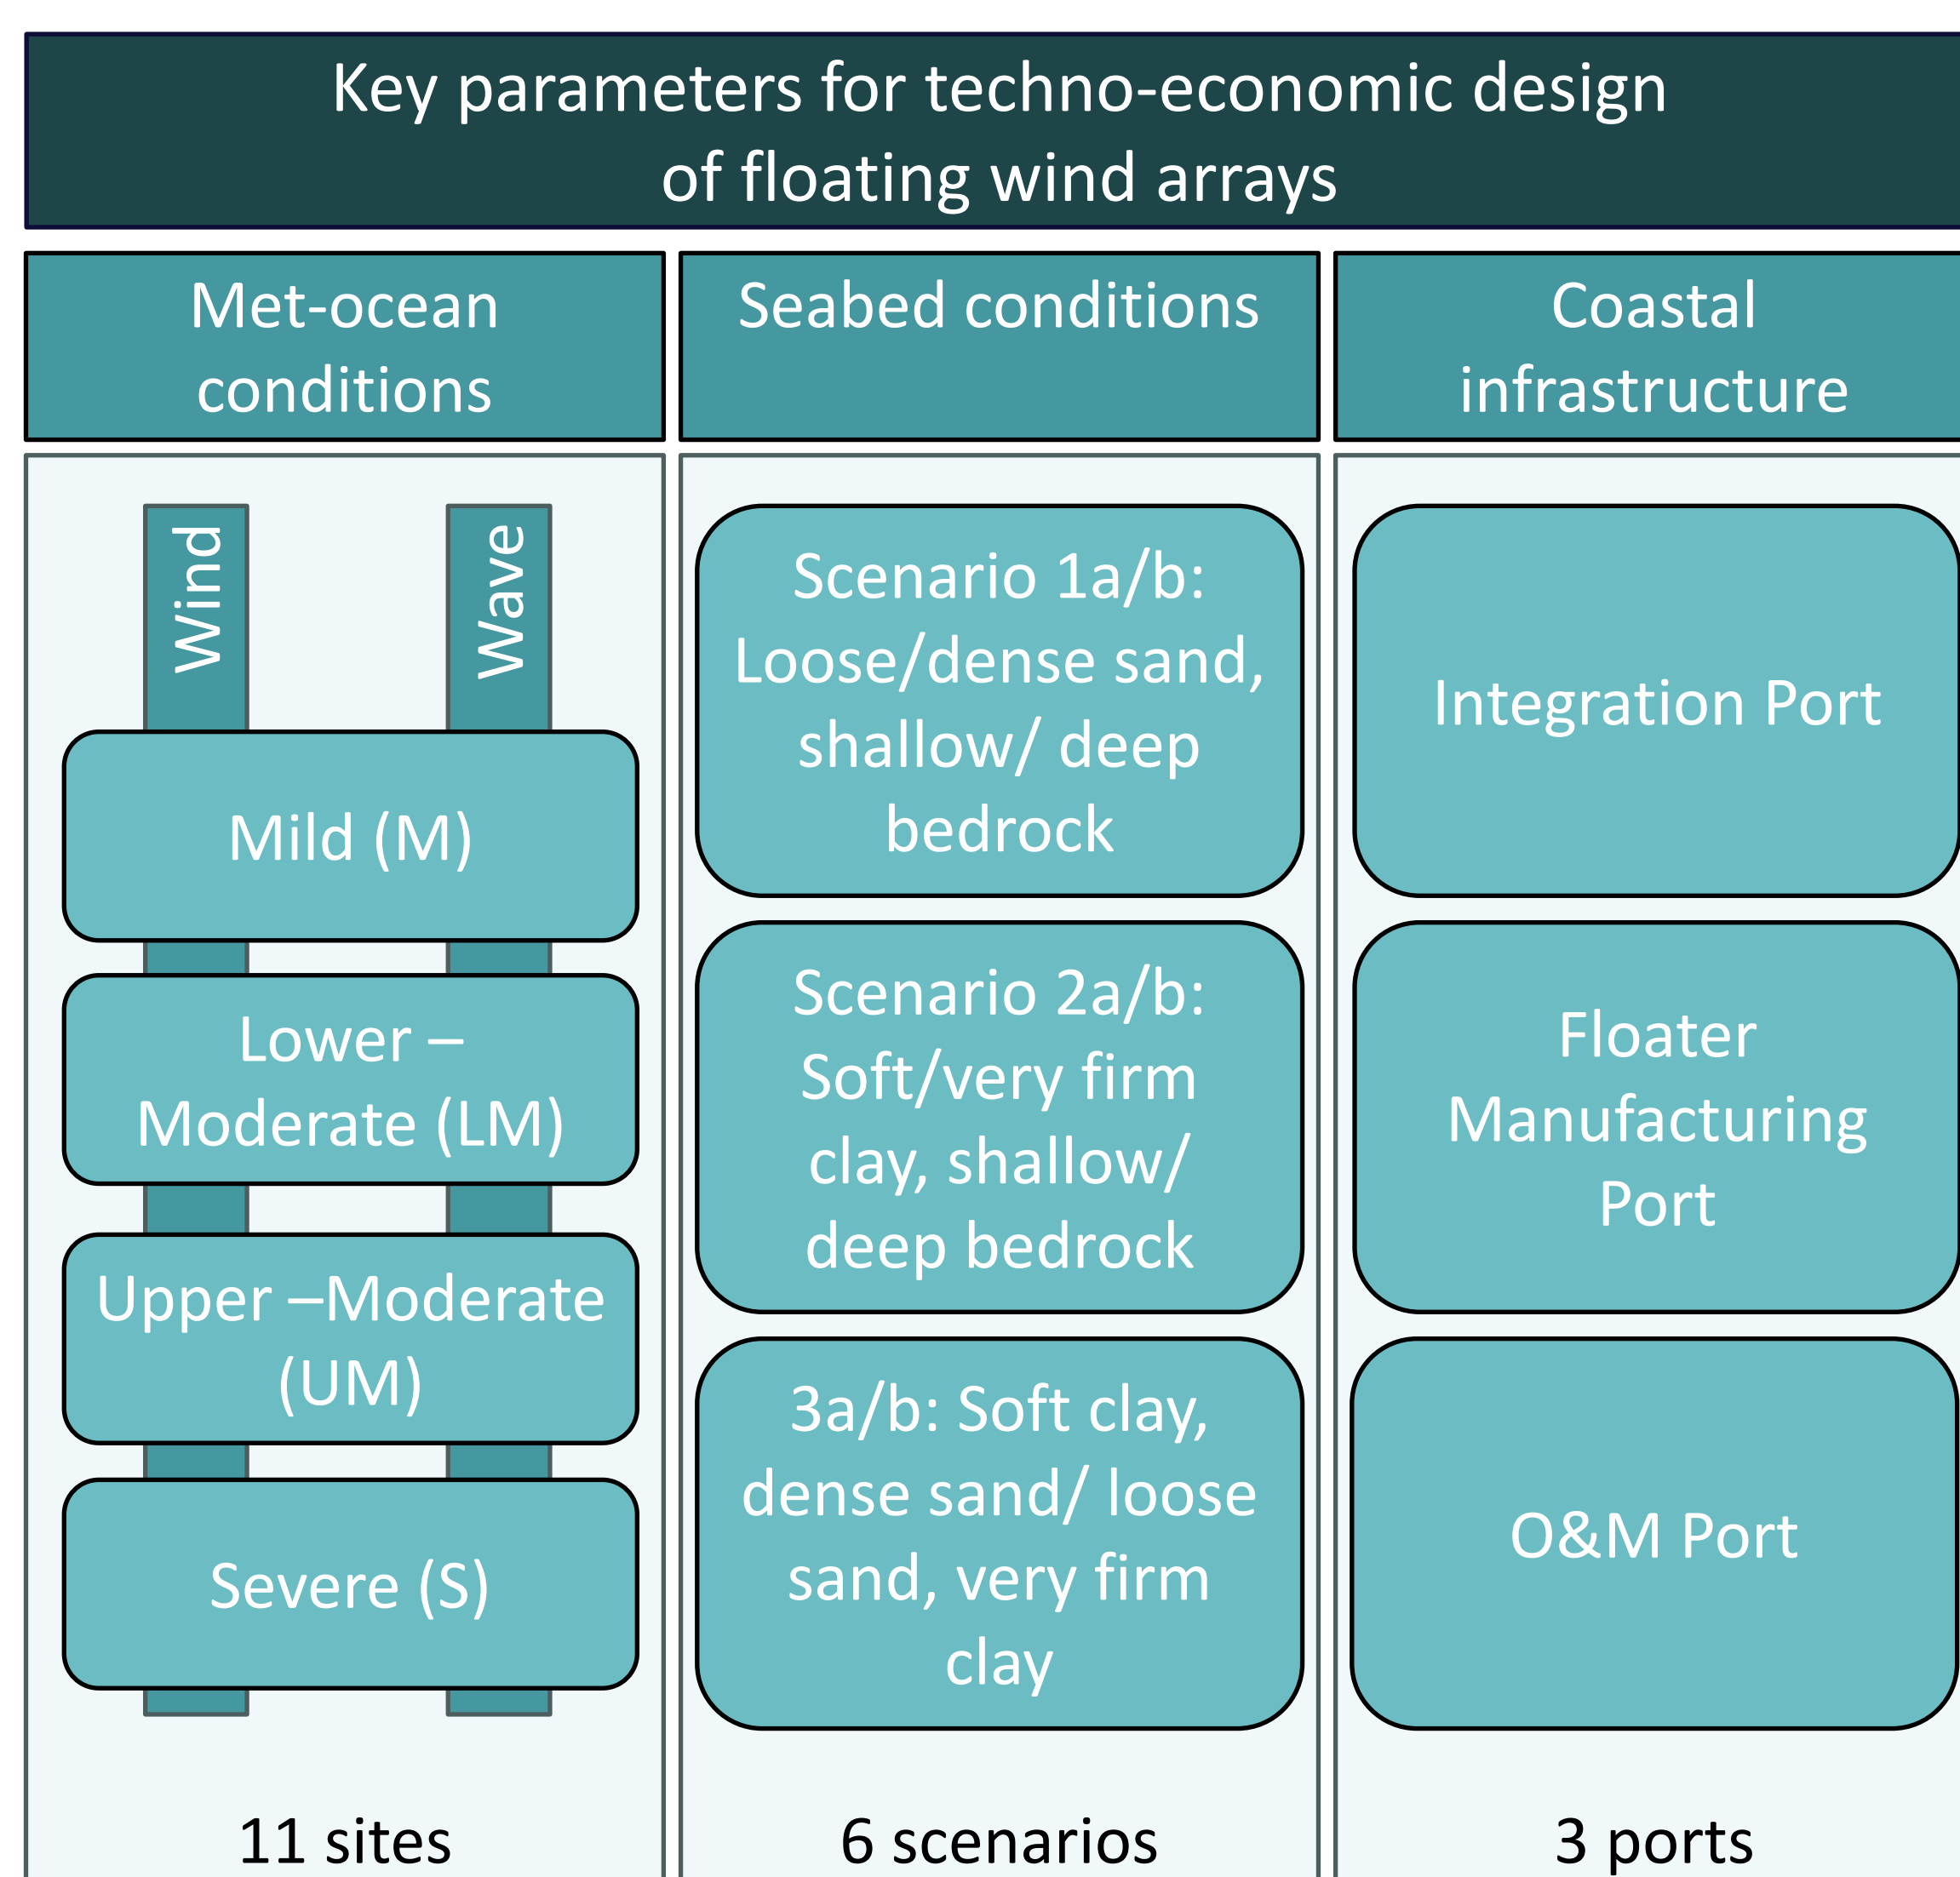 Key parameters for techno-economic design
of floating wind arrays
Met-ocean
conditions
Seabed conditions
Coastal
infrastructure
Wind
Wave
Mild (M)
Lower –
Moderate (LM)
Upper –Moderate
(UM)
Severe (S)
11 sites
Scenario 1a/b:
Loose/dense sand,
shallow/ deep
bedrock
Scenario 2a/b:
Soft/very firm
clay, shallow/
deep bedrock
3a/b: Soft clay,
dense sand/ loose
sand, very firm
clay
6 scenarios
Integration Port
Floater
Manufacturing
Port
O&M Port
3 ports